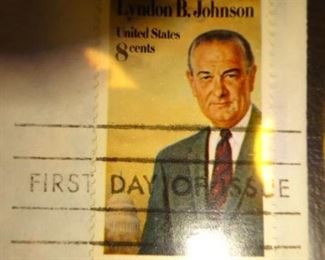 Lyndon B. Johnson
United States
8 cents
FIRST DAY OF ISSUE